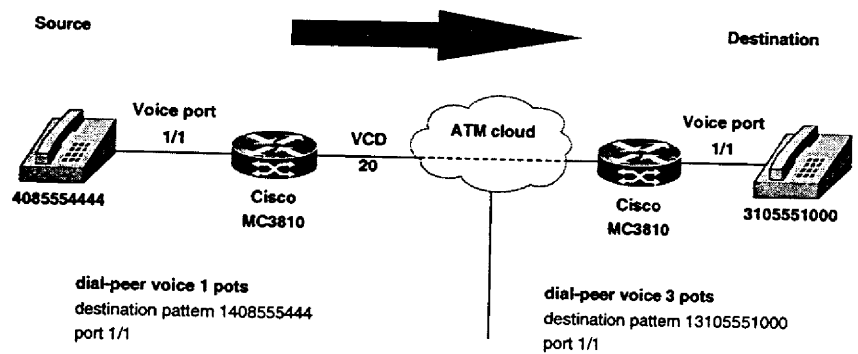 Source
Destination
Voice port
1/1
VCD
20
ATM cloud
Voice port
1/1
4085554444
Cisco
MC3810
Cisco
MC3810
3105551000
dial-peer voice 1 pots
destination pattern 1408555444
port 1/1
dial-peer voice 3 pots
destination pattern 13105551000
port 1/1